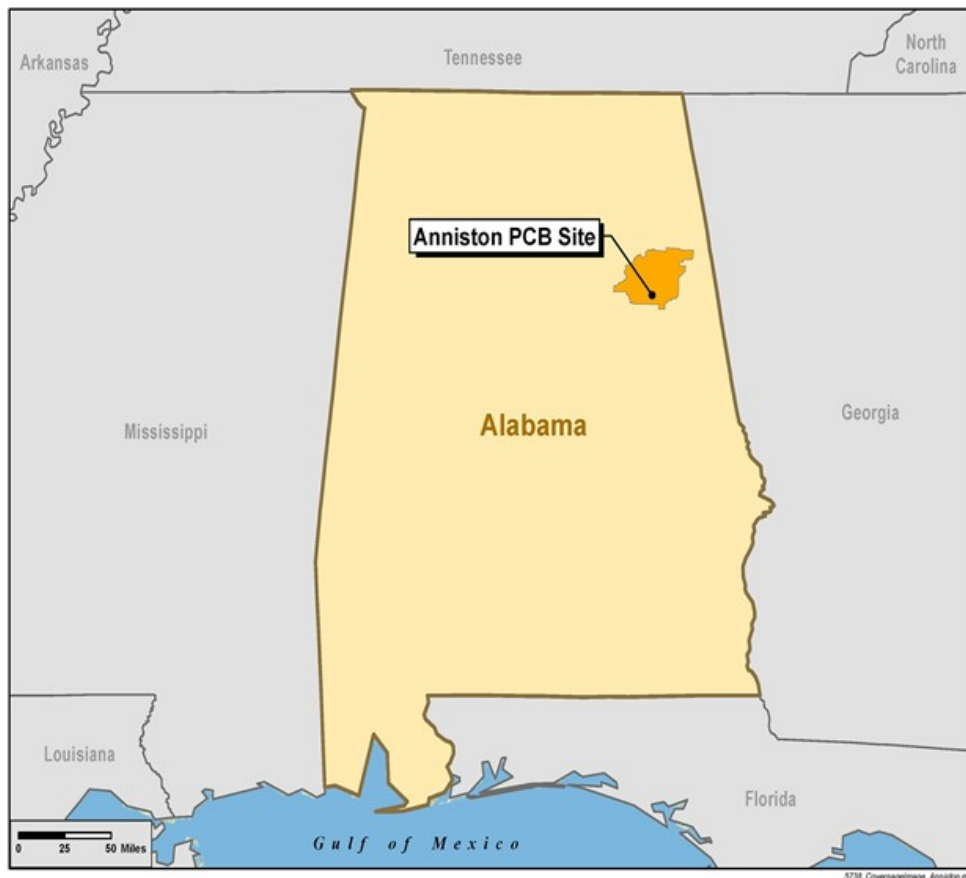 Arkansas
Tennessee
North
Carolina
Anniston PCB Site
Alabama
Mississippi
Georgia
Louisiana
Florida
0 25 50 Miles
Gulf of Mexico